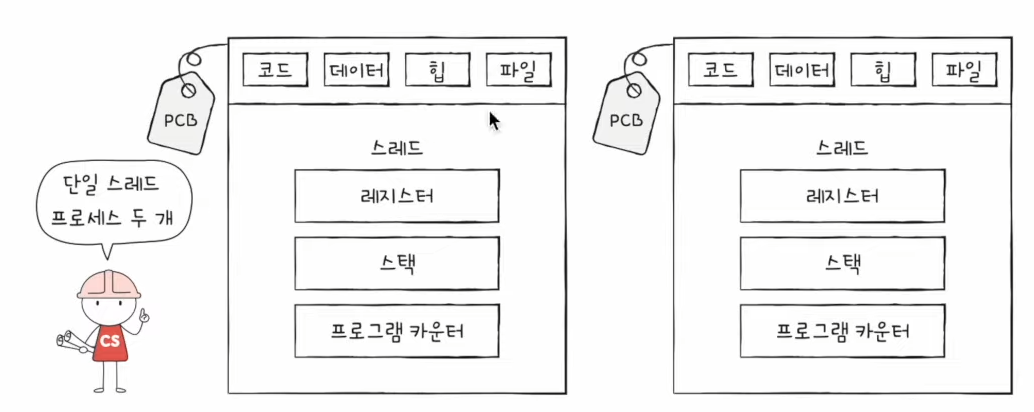 코드 데이터 힙 파일
PCB
스레드
레지스터
스택
프로그램 카운터
코드 데이터 힙 파일
PCB
스레드
레지스터
스택
프로그램 카운터
단일 스레드
프로세스 두 개
CS